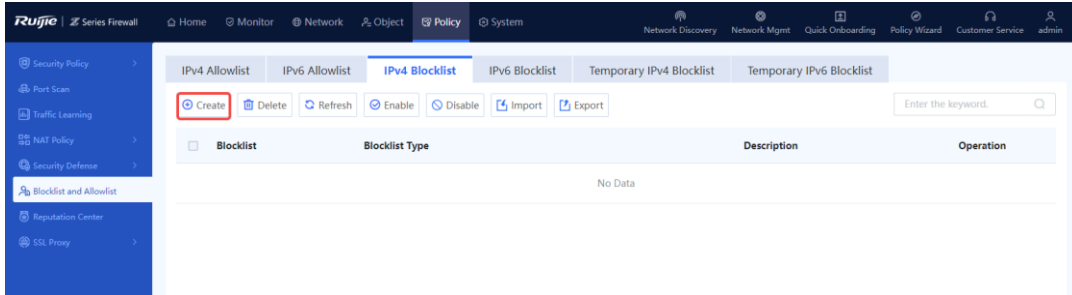 Ruijie | Z Series Firewall Home Monitor Network Object Policy System Network Discovery Network Mgmt Quick Onboarding Policy Wizard Customer Service admin
Security Policy
Port Scan
Traffic Learning
NAT Policy
Security Defense
Blocklist and Allowlist
Reputation Center
SSL Proxy
IPv4 Allowlist IPv6 Allowlist IPv4 Blocklist IPv6 Blocklist Temporary IPv4 Blocklist Temporary IPv6 Blocklist
Create Delete Refresh Enable Disable Import Export Enter the keyword.
Blocklist Blocklist Type Description Operation
No Data